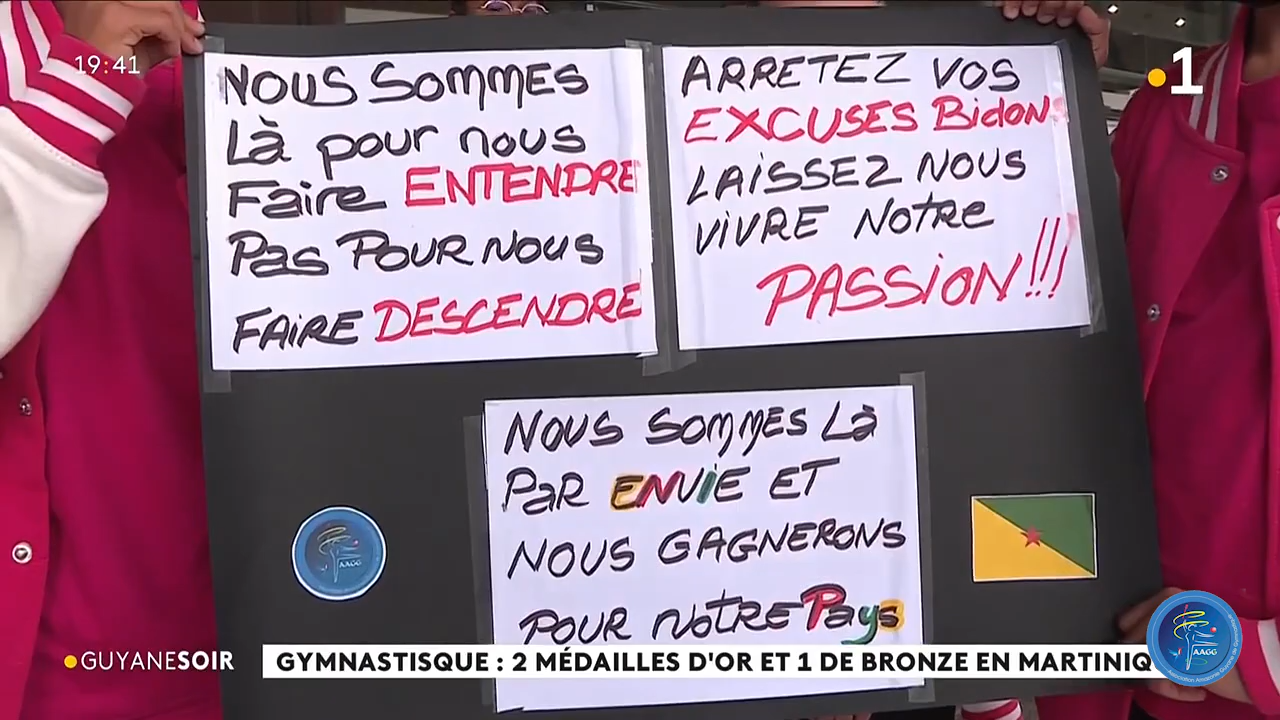 19:41
1
NOUS SOMMES
Là pour nous
Faire ENTENDRE
Pas POUR NOUS
FAIRE DESCENDRE
ARRETEZ VOS
EXCUSES Bidons
LAiSSEZ NOUS
ViVRE NOTRE
PASSiON !!!
NOUS SOMMES Là
PaR ENViE ET
NOUS GAGNERONS
POUR NOTRE Pays
AAGG
GUYANESOIR
GYMNASTISQUE : 2 MÉDAILLES D'OR ET 1 DE BRONZE EN MARTINIQ
AAGG